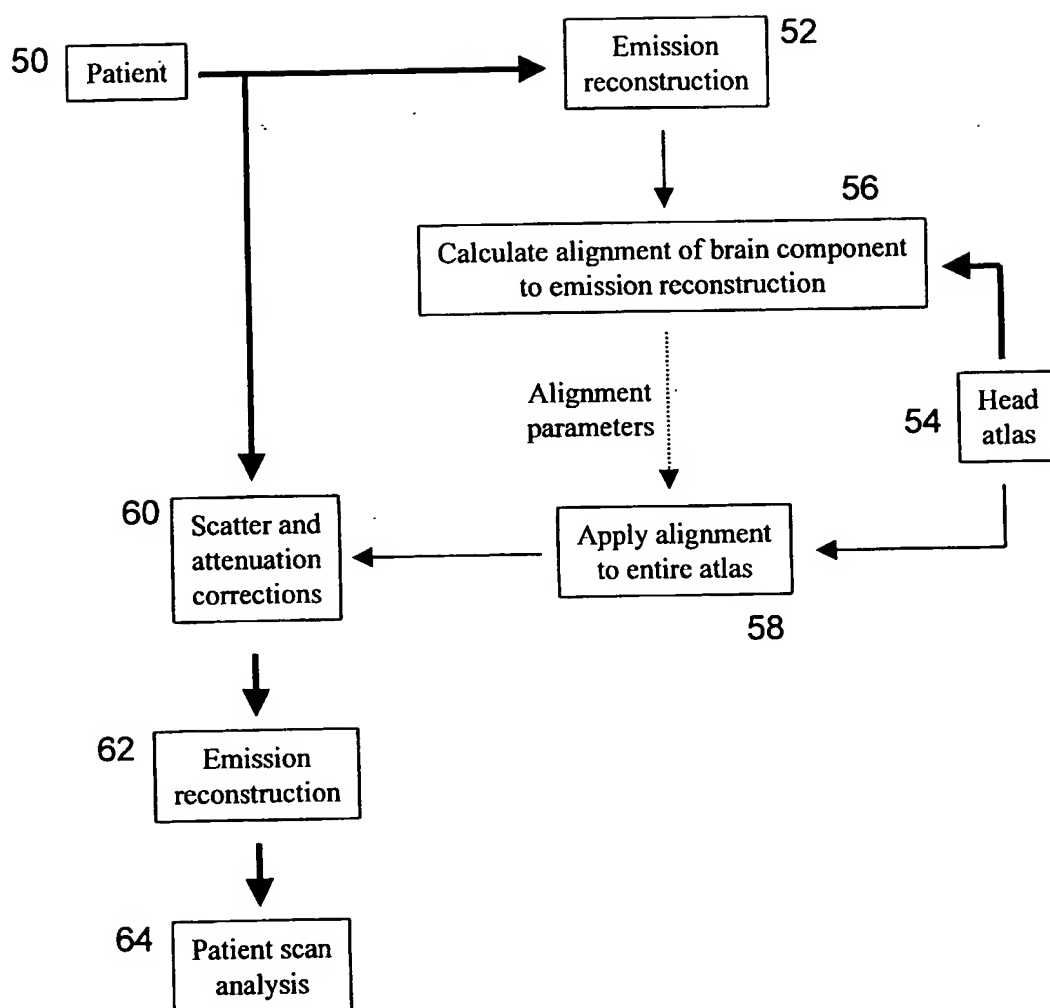 50
Patient
Emission
reconstruction
52
56
Calculate alignment of brain component
to emission reconstruction
Alignment
parameters
54
Head
atlas
60
Scatter and
attenuation
corrections
Apply alignment
to entire atlas
58
62
Emission
reconstruction
64
Patient scan
analysis